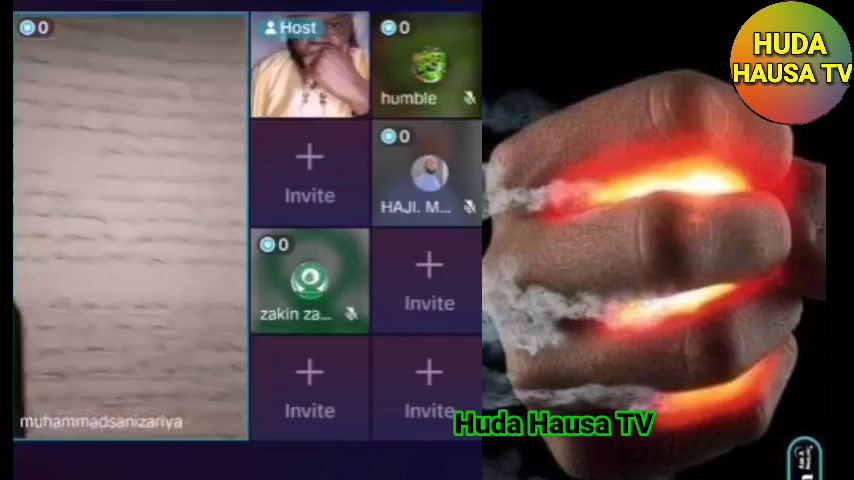 0
Host
0
humble
Invite
0
HAJI. M...
0
zakin za...
Invite
Invite
Invite
muhammadsanizariya
HUDA
HAUSA TV
Huda Hausa TV